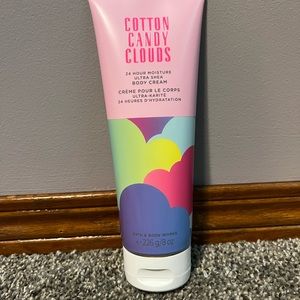 COTTON
CANDY
CLOUDS
24 HOUR MOISTURE
ULTRA SHEA
BODY CREAM
CRÈME POUR LE CORPS
ULTRA-KARITÉ
24 HEURES D'HYDRATATION
BATH & BODY WORKS
e 226 g/8 oz